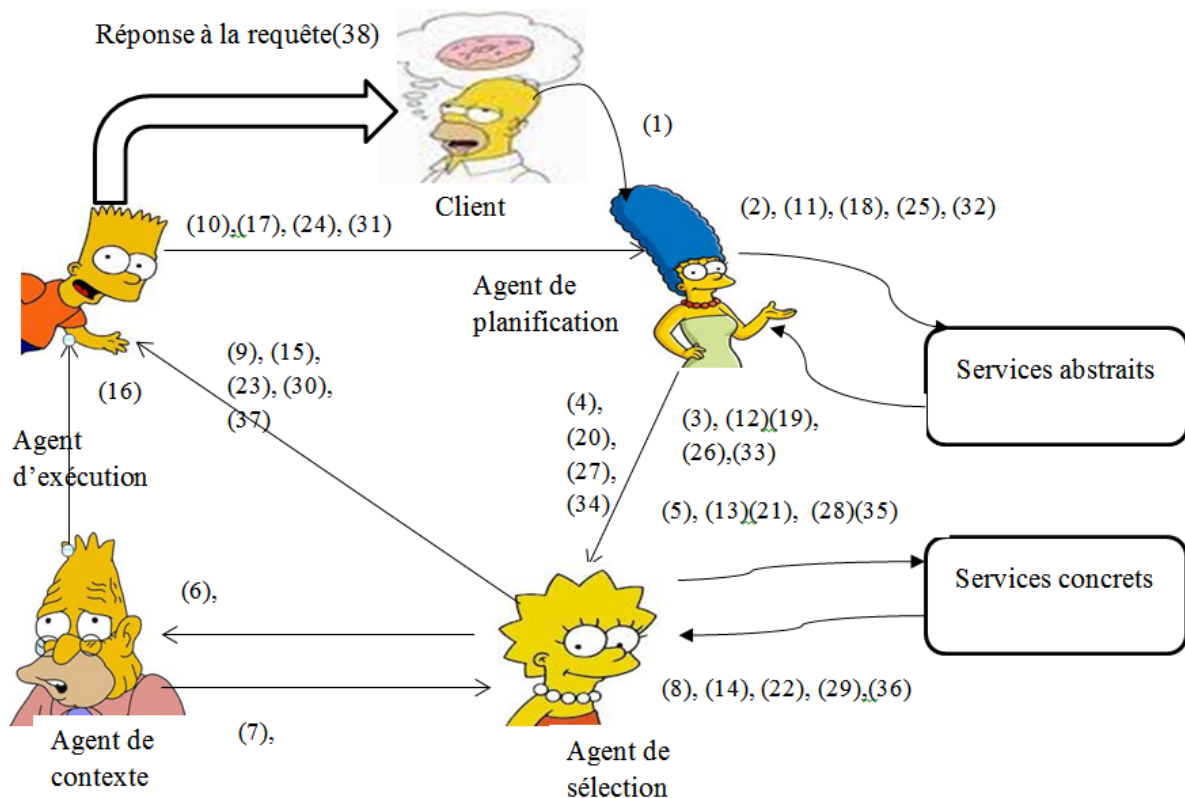 Réponse à la requête(38)
(1)
Client
(2), (11), (18), (25), (32)
(10),(17), (24), (31)
Agent de
planification
Services abstraits
(9), (15),
(23), (30),
(37)
(16)
(4),
(20),
(27),
(34)
(3), (12)(19),
(26),(33)
Agent
d’exécution
(5), (13)(21), (28)(35)
Services concrets
(6),
(8), (14), (22), (29),(36)
(7),
Agent de
contexte
Agent de
sélection